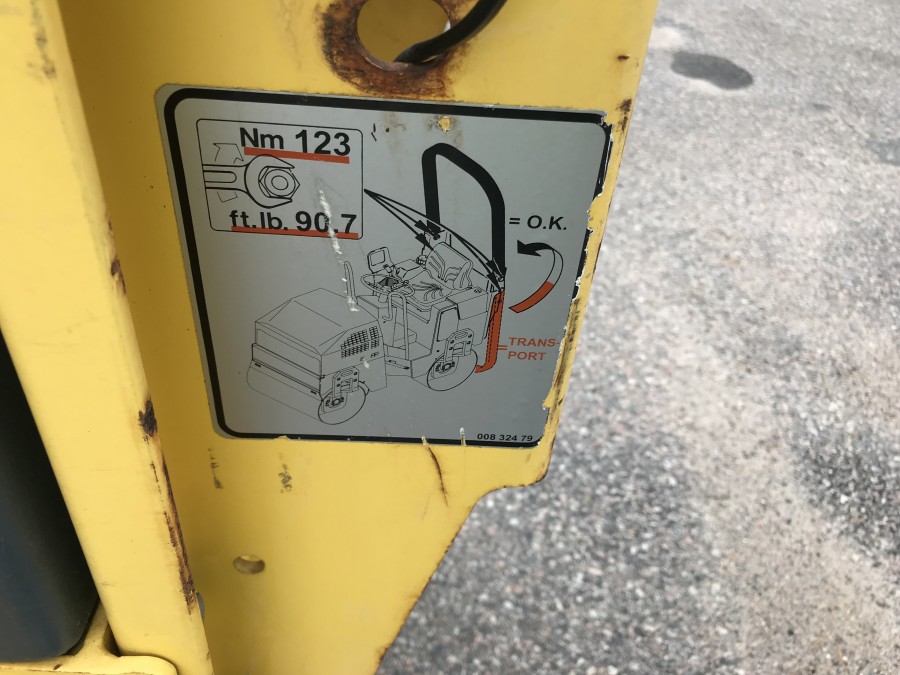 Nm 123
ft.lb. 90.7
= O.K.
=TRANS-
PORT
008 324 79